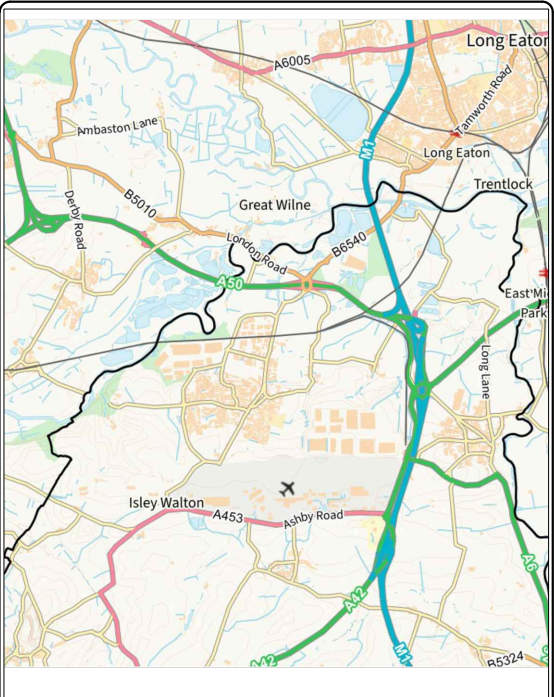 Long Eaton
A6005
Tamworth Road
Ambaston Lane
M1
Long Eaton
Trentlock
Derby Road
B5010
Great Wilne
London Road
B6540
A50
East Mi
Park
Long Lane
Isley Walton
A453
Ashby Road
A6
A42
A42
M1
B5324